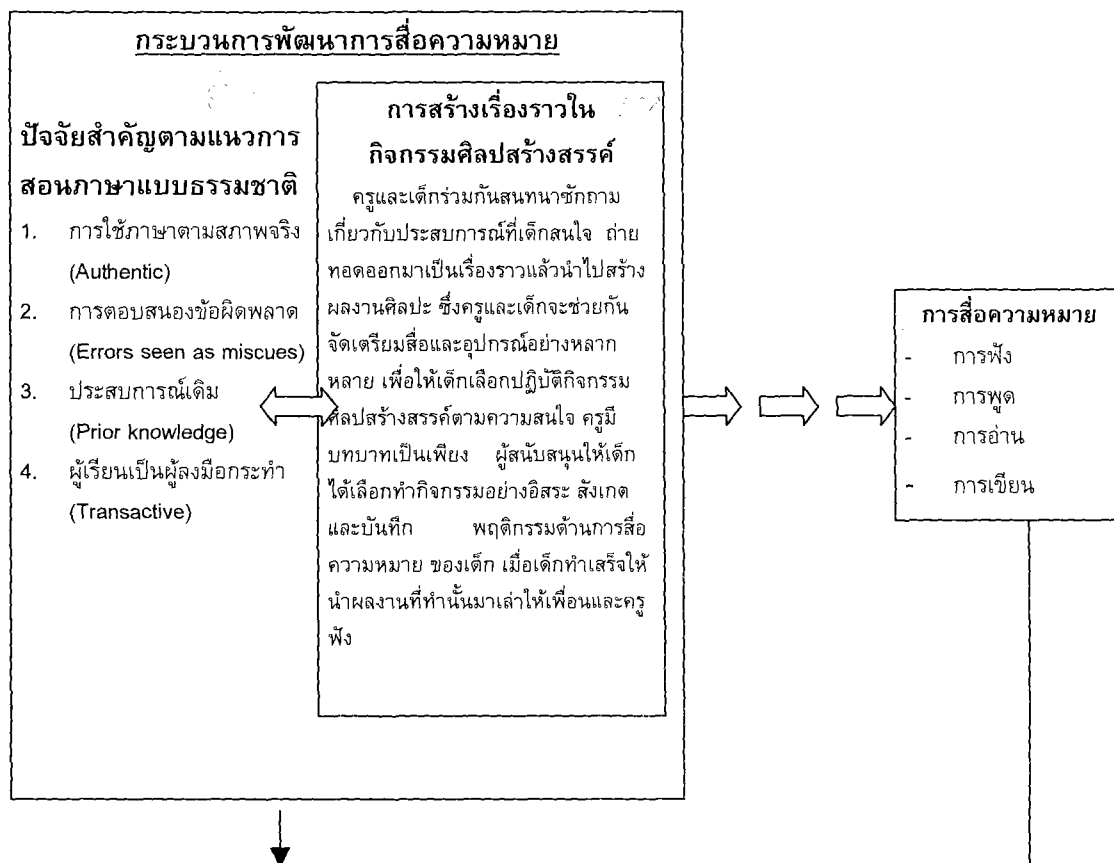 กระบวนการพัฒนาการสื่อความหมาย
ปัจจัยสำคัญตามแนวการ
สอนภาษาแบบธรรมชาติ
1. การใช้ภาษาตามสภาพจริง
(Authentic)
2. การตอบสนองข้อผิดพลาด
(Errors seen as miscues)
3. ประสบการณ์เดิม
(Prior knowledge)
4. ผู้เรียนเป็นผู้ลงมือกระทำ
(Transactive)
การสร้างเรื่องราวใน
กิจกรรมศิลปสร้างสรรค์
ครูและเด็กร่วมกันสนทนาซักถาม
เกี่ยวกับประสบการณ์ที่เด็กสนใจ ถ่าย
ทอดออกมาเป็นเรื่องราวแล้วนำไปสร้าง
ผลงานศิลปะ ซึ่งครูและเด็กจะช่วยกัน
จัดเตรียมสื่อและอุปกรณ์อย่างหลาก
หลาย เพื่อให้เด็กเลือกปฏิบัติกิจกรรม
ศิลปสร้างสรรค์ตามความสนใจ ครูมี
บทบาทเป็นเพียง ผู้สนับสนุนให้เด็ก
ได้เลือกทำกิจกรรมอย่างอิสระ สังเกต
และบันทึก พฤติกรรมด้านการสื่อ
ความหมาย ของเด็ก เมื่อเด็กทำเสร็จให้
นำผลงานที่ทำนั้นมาเล่าให้เพื่อนและครู
ฟัง
การสื่อความหมาย
- การฟัง
- การพูด
- การอ่าน
- การเขียน